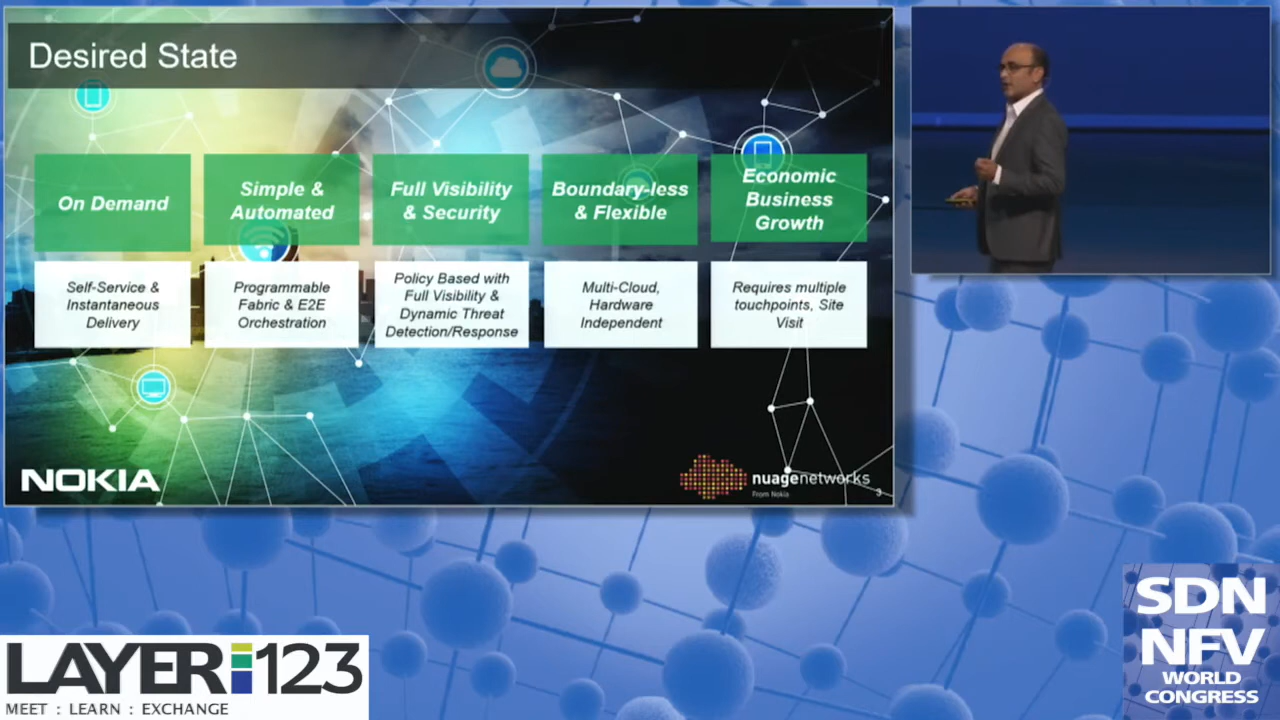 Desired State
On Demand
Simple &
Automated
Full Visibility
& Security
Boundary-less
& Flexible
Economic
Business
Growth
Self-Service &
Instantaneous
Delivery
Programmable
Fabric & E2E
Orchestration
Policy Based with
Full Visibility &
Dynamic Threat
Detection/Response
Multi-Cloud,
Hardware
Independent
Requires multiple
touchpoints, Site
Visit
NOKIA
nuagenetworks
From Nokia
3
LAYER123
MEET : LEARN : EXCHANGE
SDN
NFV
WORLD
CONGRESS